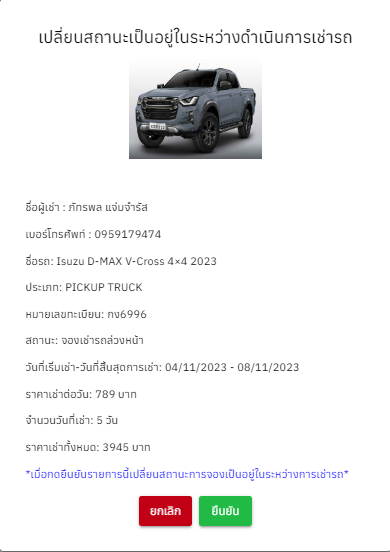 เปลี่ยนสถานะเป็นอยู่ในระหว่างดำเนินการเช่ารถ
ชื่อผู้เช่า : ภัทรพล แจ่มจำรัส
เบอร์โทรศัพท์ : 0959179474
ชื่อรถ: Isuzu D-MAX V-Cross 4×4 2023
ประเภท: PICKUP TRUCK
หมายเลขทะเบียน: กง6996
สถานะ: จองเช่ารถล่วงหน้า
วันที่เริ่มเช่า-วันที่สิ้นสุดการเช่า: 04/11/2023 - 08/11/2023
ราคาเช่าต่อวัน: 789 บาท
จำนวนวันที่เช่า: 5 วัน
ราคาเช่าทั้งหมด: 3945 บาท
*เมื่อกดยืนยันรายการนี้เปลี่ยนสถานะการจองเป็นอยู่ในระหว่างการเช่ารถ*
ยกเลิก ยืนยัน